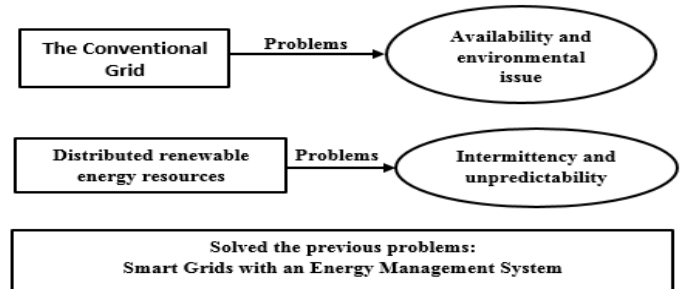 The Conventional
Grid
Problems
Availability and
environmental
issue
Distributed renewable
energy resources
Problems
Intermittency and
unpredictability
Solved the previous problems:
Smart Grids with an Energy Management System